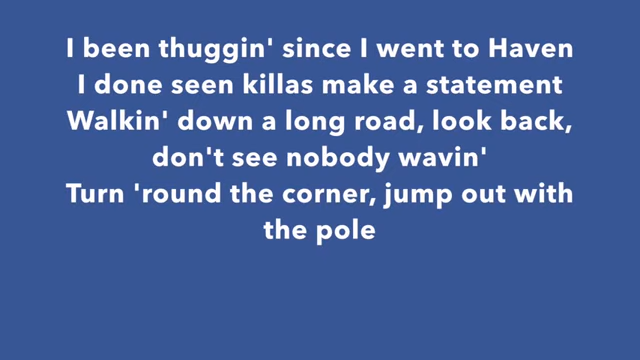 I been thuggin' since I went to Haven
I done seen killas make a statement
Walkin' down a long road, look back,
don't see nobody wavin'
Turn 'round the corner, jump out with
the pole